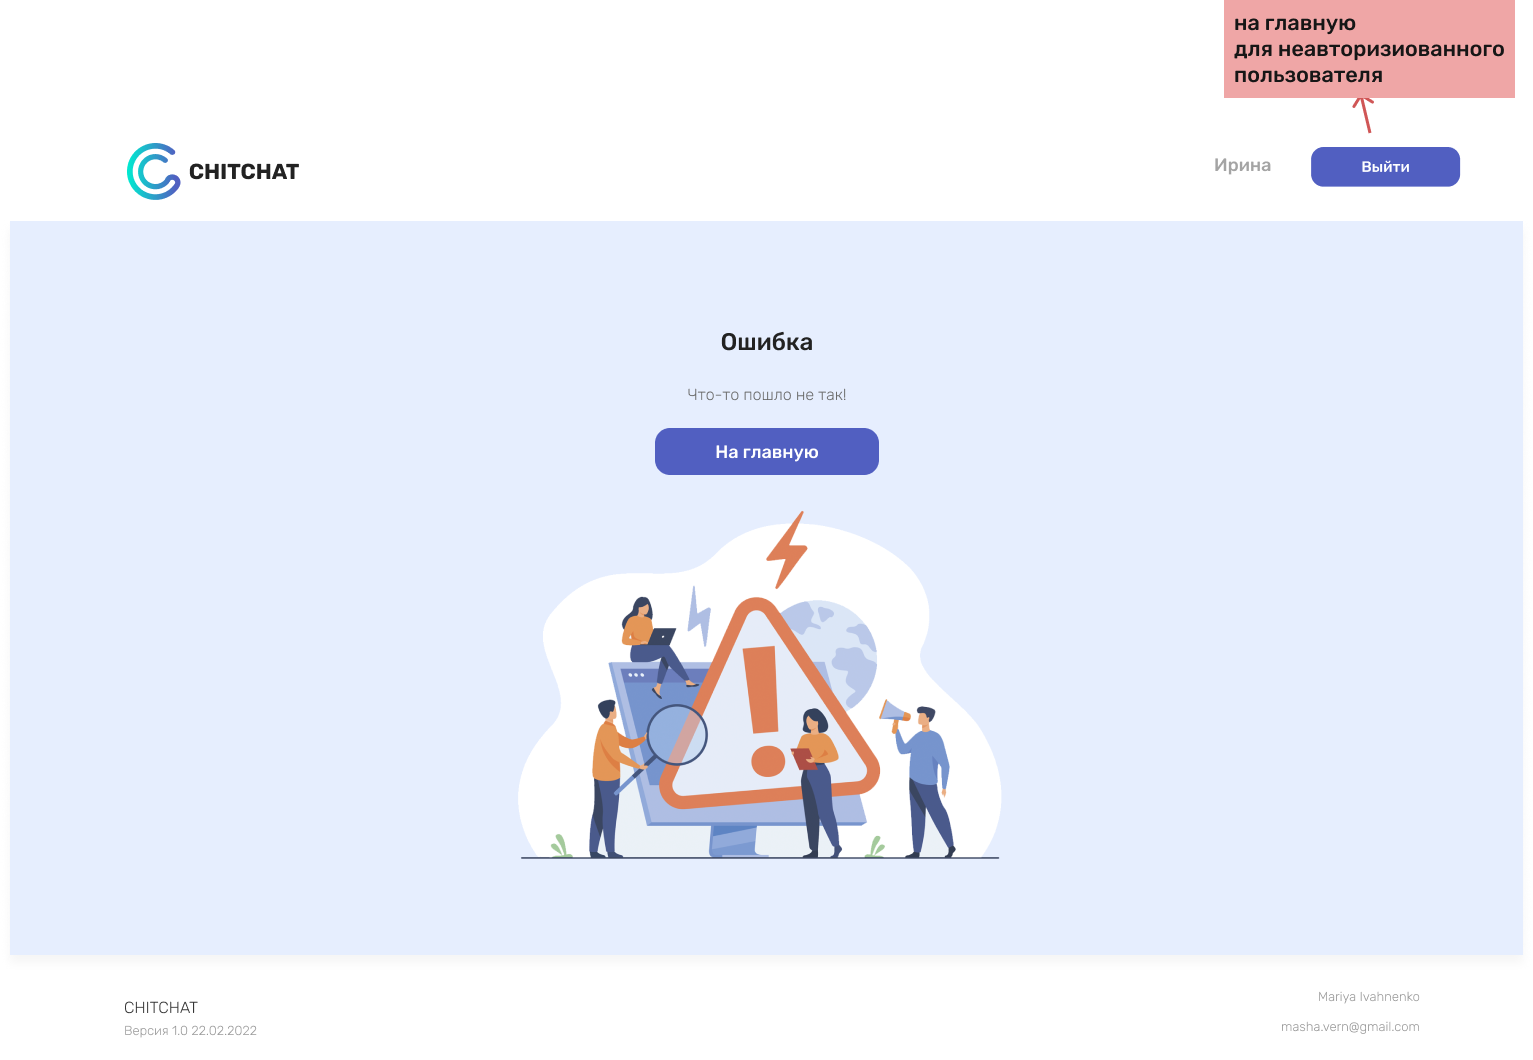 на главную
для неавторизиованного
пользователя
CHITCHAT
Ирина
Выйти
Ошибка
Что-то пошло не так!
На главную
CHITCHAT
Версия 1.0 22.02.2022
Mariya Ivahnenko
masha.vern@gmail.com